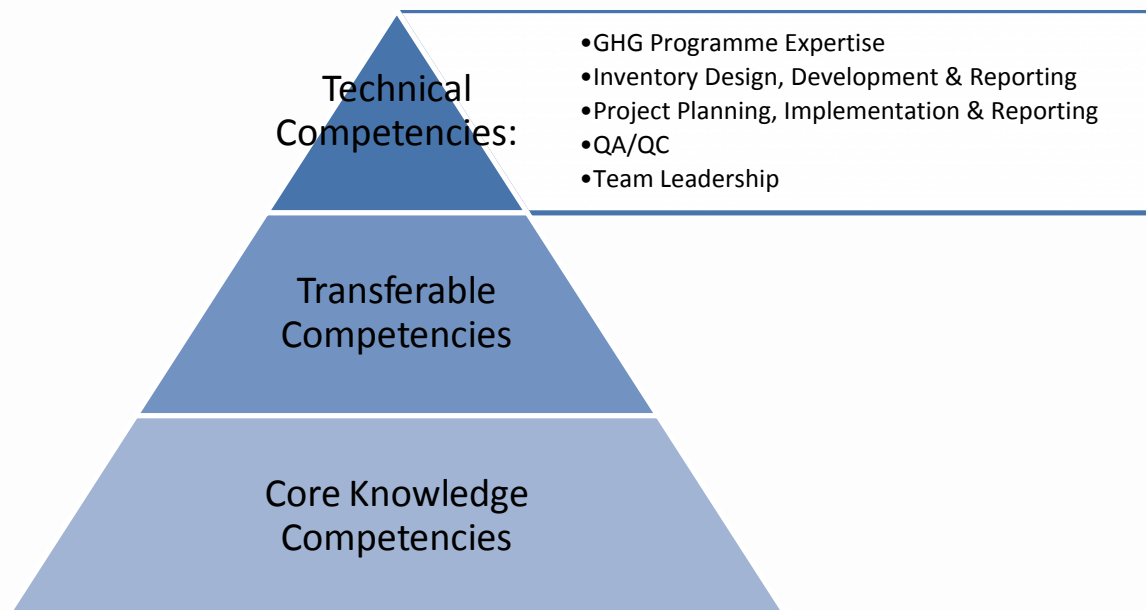 Technical
Competencies:
•GHG Programme Expertise
•Inventory Design, Development & Reporting
•Project Planning, Implementation & Reporting
•QA/QC
•Team Leadership
Transferable
Competencies
Core Knowledge
Competencies